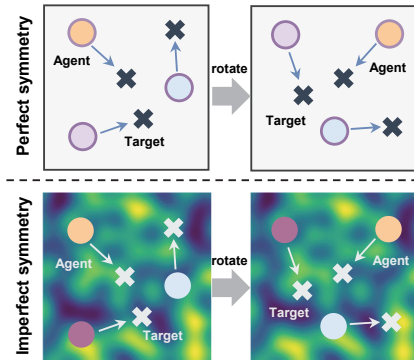 Perfect symmetry
Agent
Target
rotate
Agent
Target
Imperfect symmetry
Agent
Target
rotate
Agent
Target